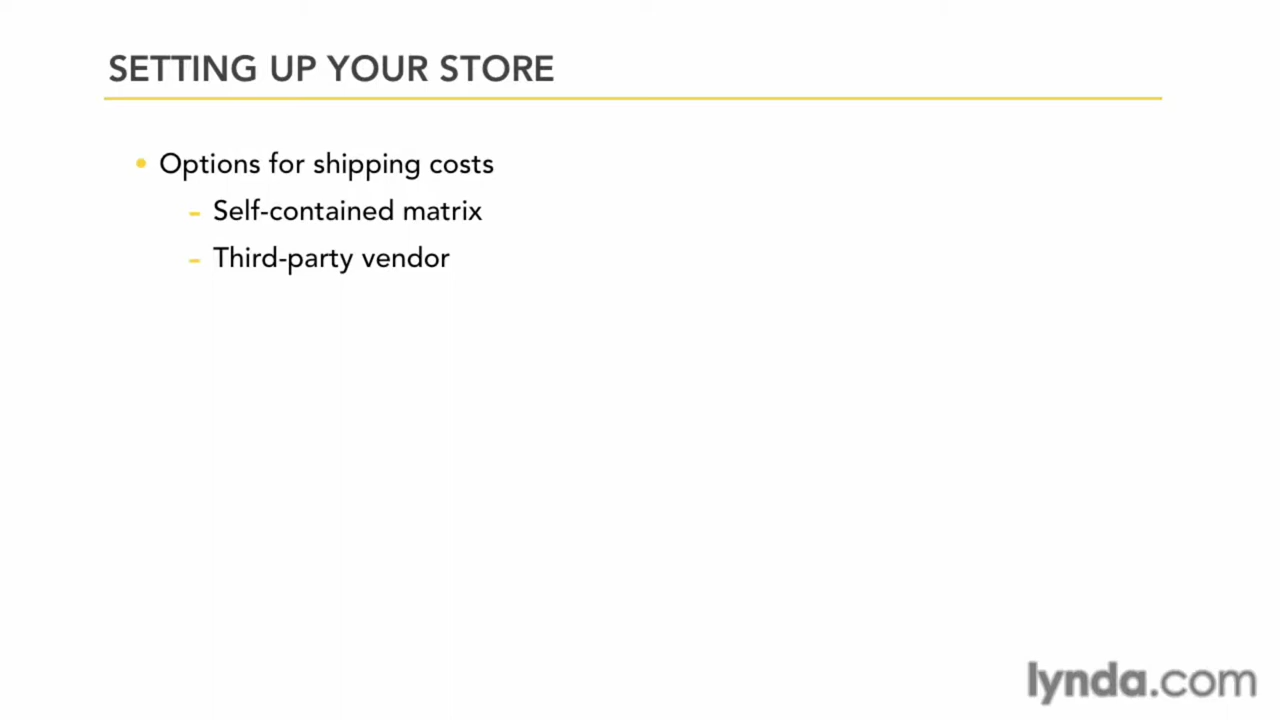 SETTING UP YOUR STORE
• Options for shipping costs
- Self-contained matrix
- Third-party vendor
lynda.com